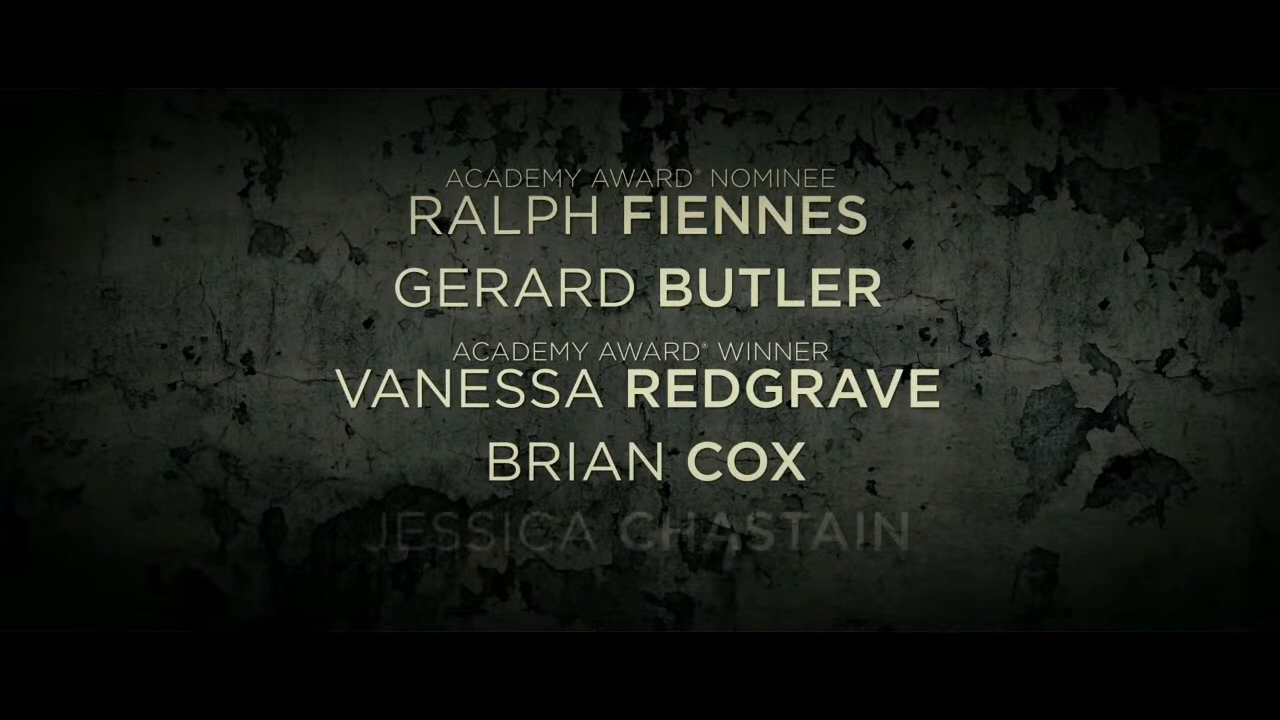 ACADEMY AWARD® NOMINEE
RALPH FIENNES
GERARD BUTLER
ACADEMY AWARD® WINNER
VANESSA REDGRAVE
BRIAN COX
JESSICA CHASTAIN